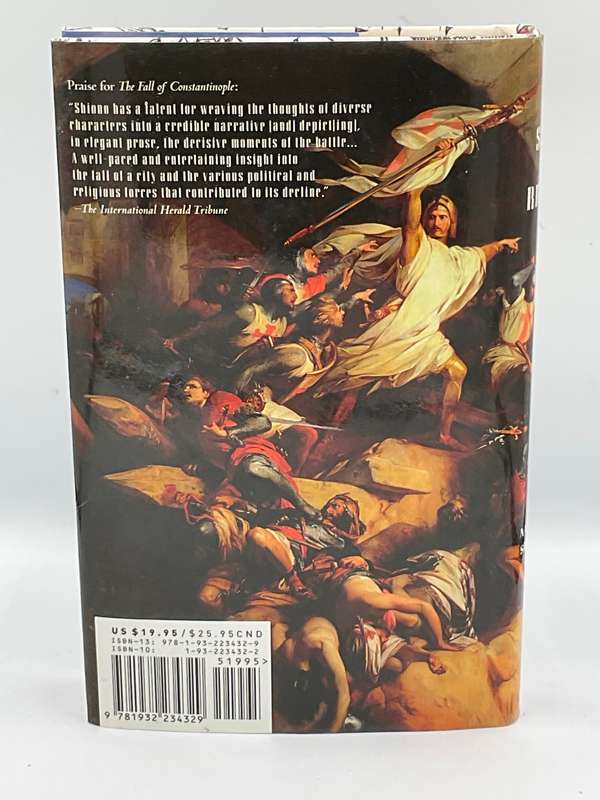 Praise for The Fall of Constantinople:
"Shiono has a talent for weaving the thoughts of diverse
characters into a credible narrative [and] depict[ing],
in elegant prose, the decisive moments of the battle...
A well-paced and entertaining insight into
the fall of a city and the various political and
religious forces that contributed to its decline."
—The International Herald Tribune
US $19.95/$25.95CND
ISBN-13: 978-1-93-223432-9
ISBN-10: 1-93-223432-2
51995>
9 781932 234329